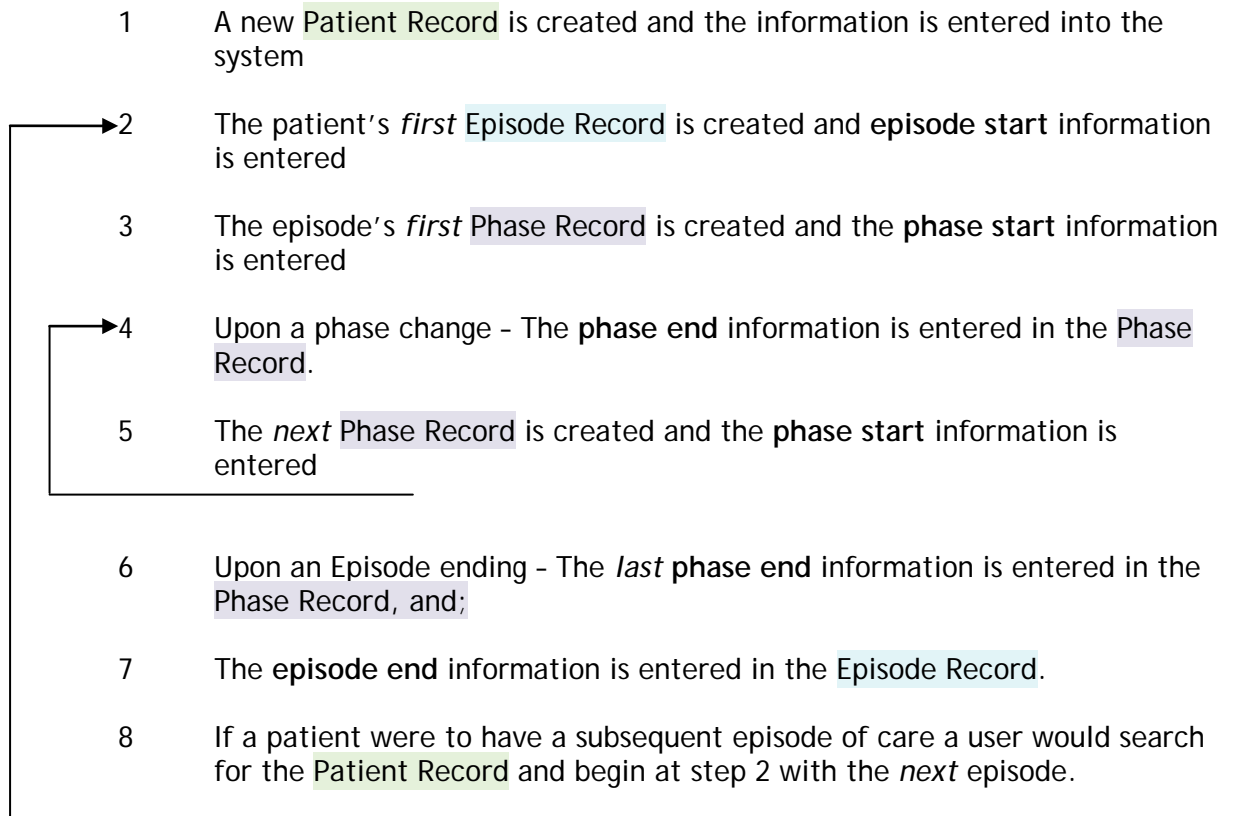 1 A new Patient Record is created and the information is entered into the
system
2 The patient's first Episode Record is created and episode start information
is entered
3 The episode's first Phase Record is created and the phase start information
is entered
4 Upon a phase change – The phase end information is entered in the Phase
Record.
5 The next Phase Record is created and the phase start information is
entered
6 Upon an Episode ending – The last phase end information is entered in the
Phase Record, and;
7 The episode end information is entered in the Episode Record.
8 If a patient were to have a subsequent episode of care a user would search
for the Patient Record and begin at step 2 with the next episode.